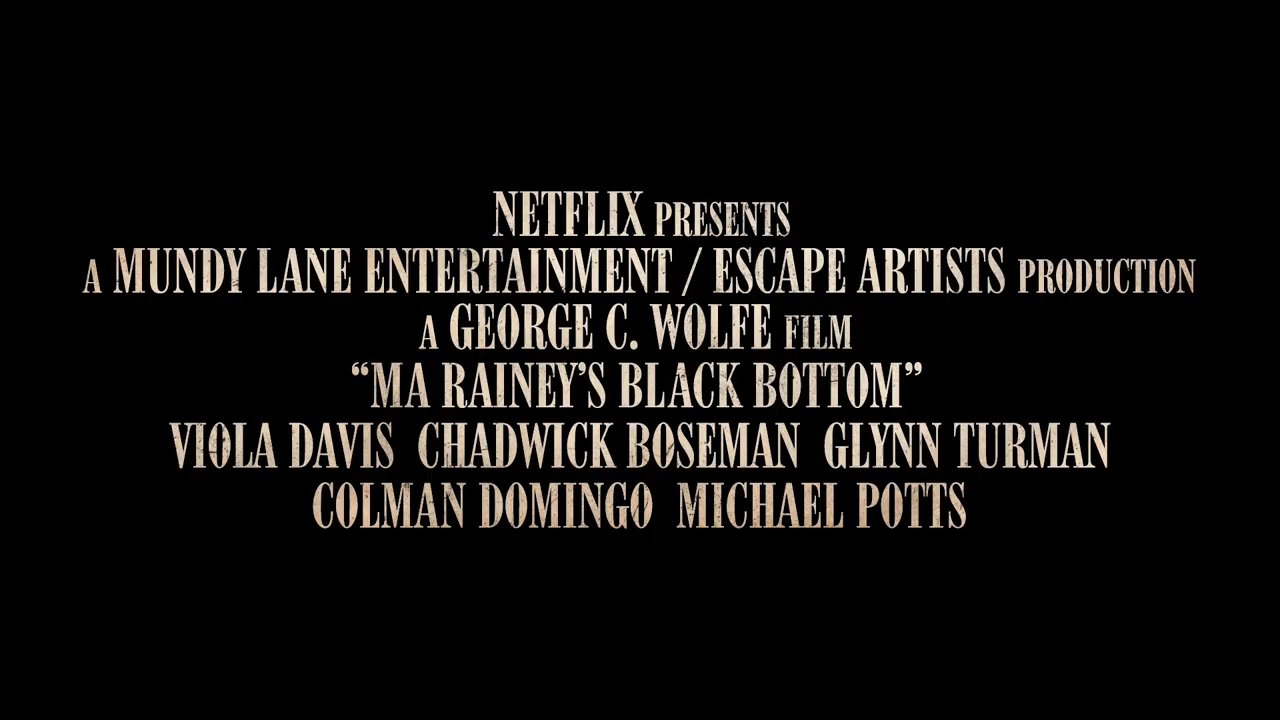 NETFLIX PRESENTS
A MUNDY LANE ENTERTAINMENT / ESCAPE ARTISTS PRODUCTION
A GEORGE C. WOLFE FILM
“MA RAINEY’S BLACK BOTTOM”
VIOLA DAVIS CHADWICK BOSEMAN GLYNN TURMAN
COLMAN DOMINGO MICHAEL POTTS